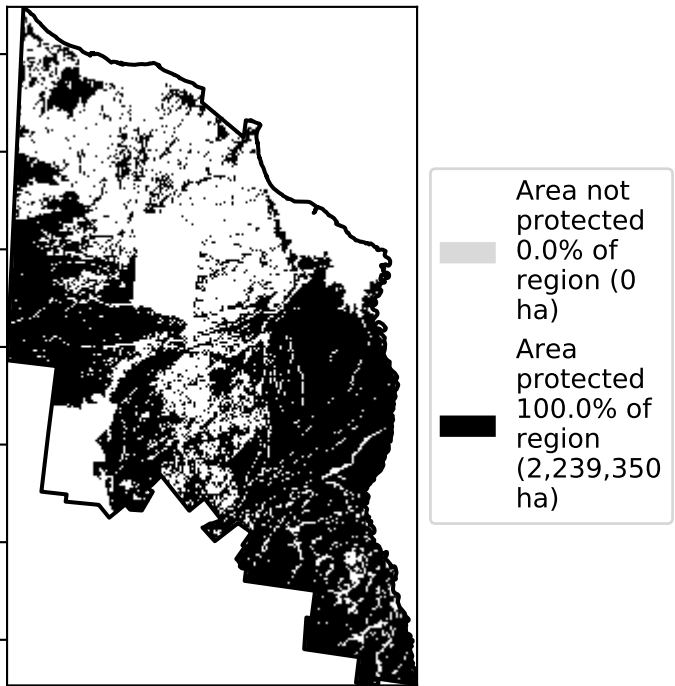 Area not
protected
0.0% of
region (0
ha)
Area
protected
100.0% of
region
(2,239,350
ha)